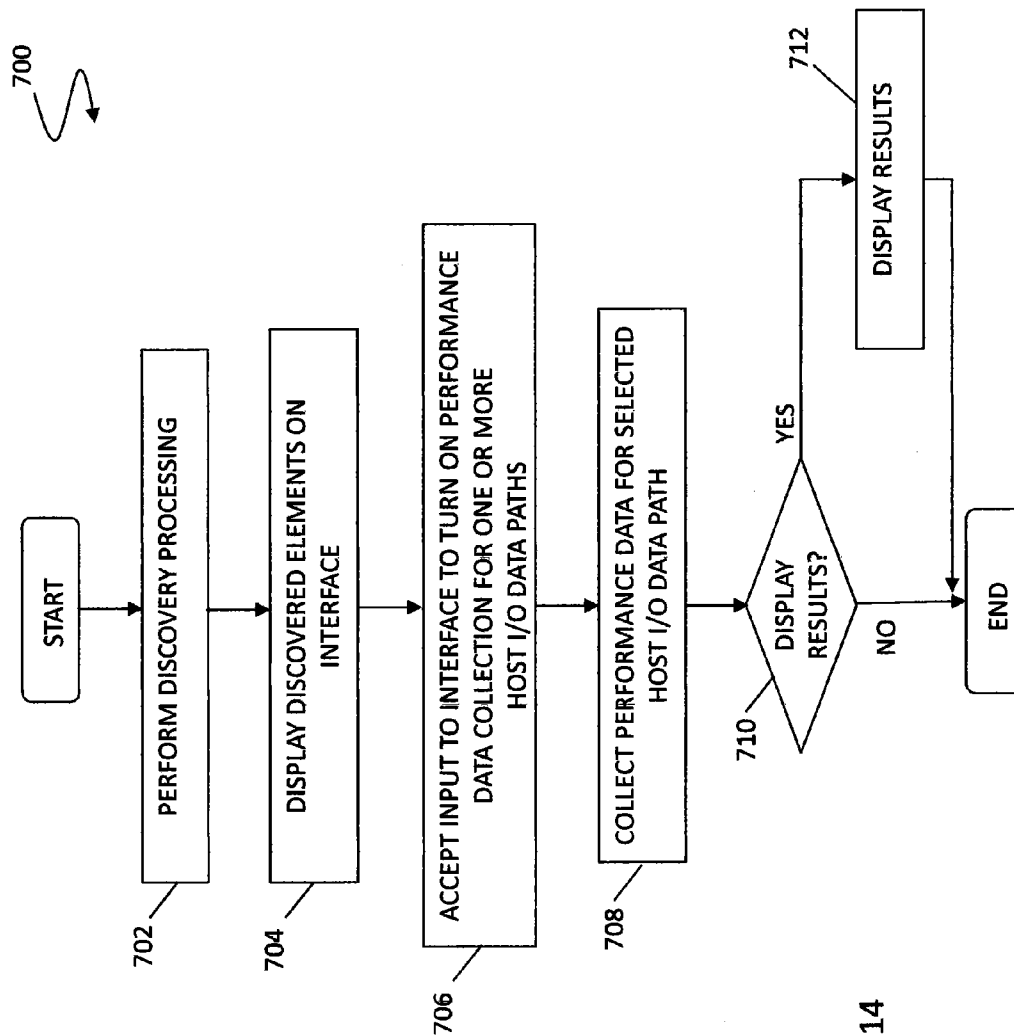 700
START
PERFORM DISCOVERY PROCESSING
702
DISPLAY DISCOVERED ELEMENTS ON
INTERFACE
704
ACCEPT INPUT TO INTERFACE TO TURN ON PERFORMANCE
DATA COLLECTION FOR ONE OR MORE
HOST I/O DATA PATHS
706
COLLECT PERFORMANCE DATA FOR SELECTED
HOST I/O DATA PATH
708
DISPLAY
RESULTS?
710
YES
NO
712
DISPLAY RESULTS
END
14